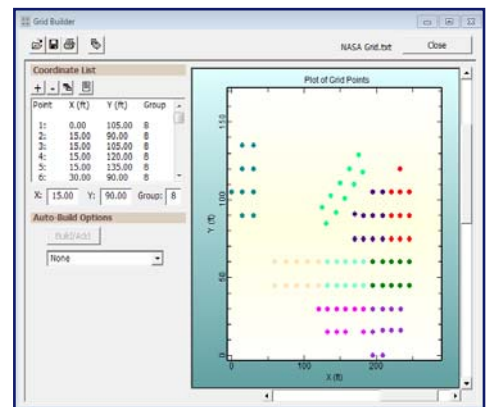 Grid Builder
NASA Grid.txt Close
Coordinate List
+ -
Point X (ft) Y (ft) Group
1: 0.00 105.00 8
2: 15.00 90.00 8
3: 15.00 105.00 8
4: 15.00 120.00 8
5: 15.00 135.00 8
6: 30.00 90.00 8
X: 15.00 Y: 90.00 Group: 8
Auto-Build Options
Build/Add
None
Plot of Grid Points
150
100
Y (ft)
50
0
0 100 200
X (ft)